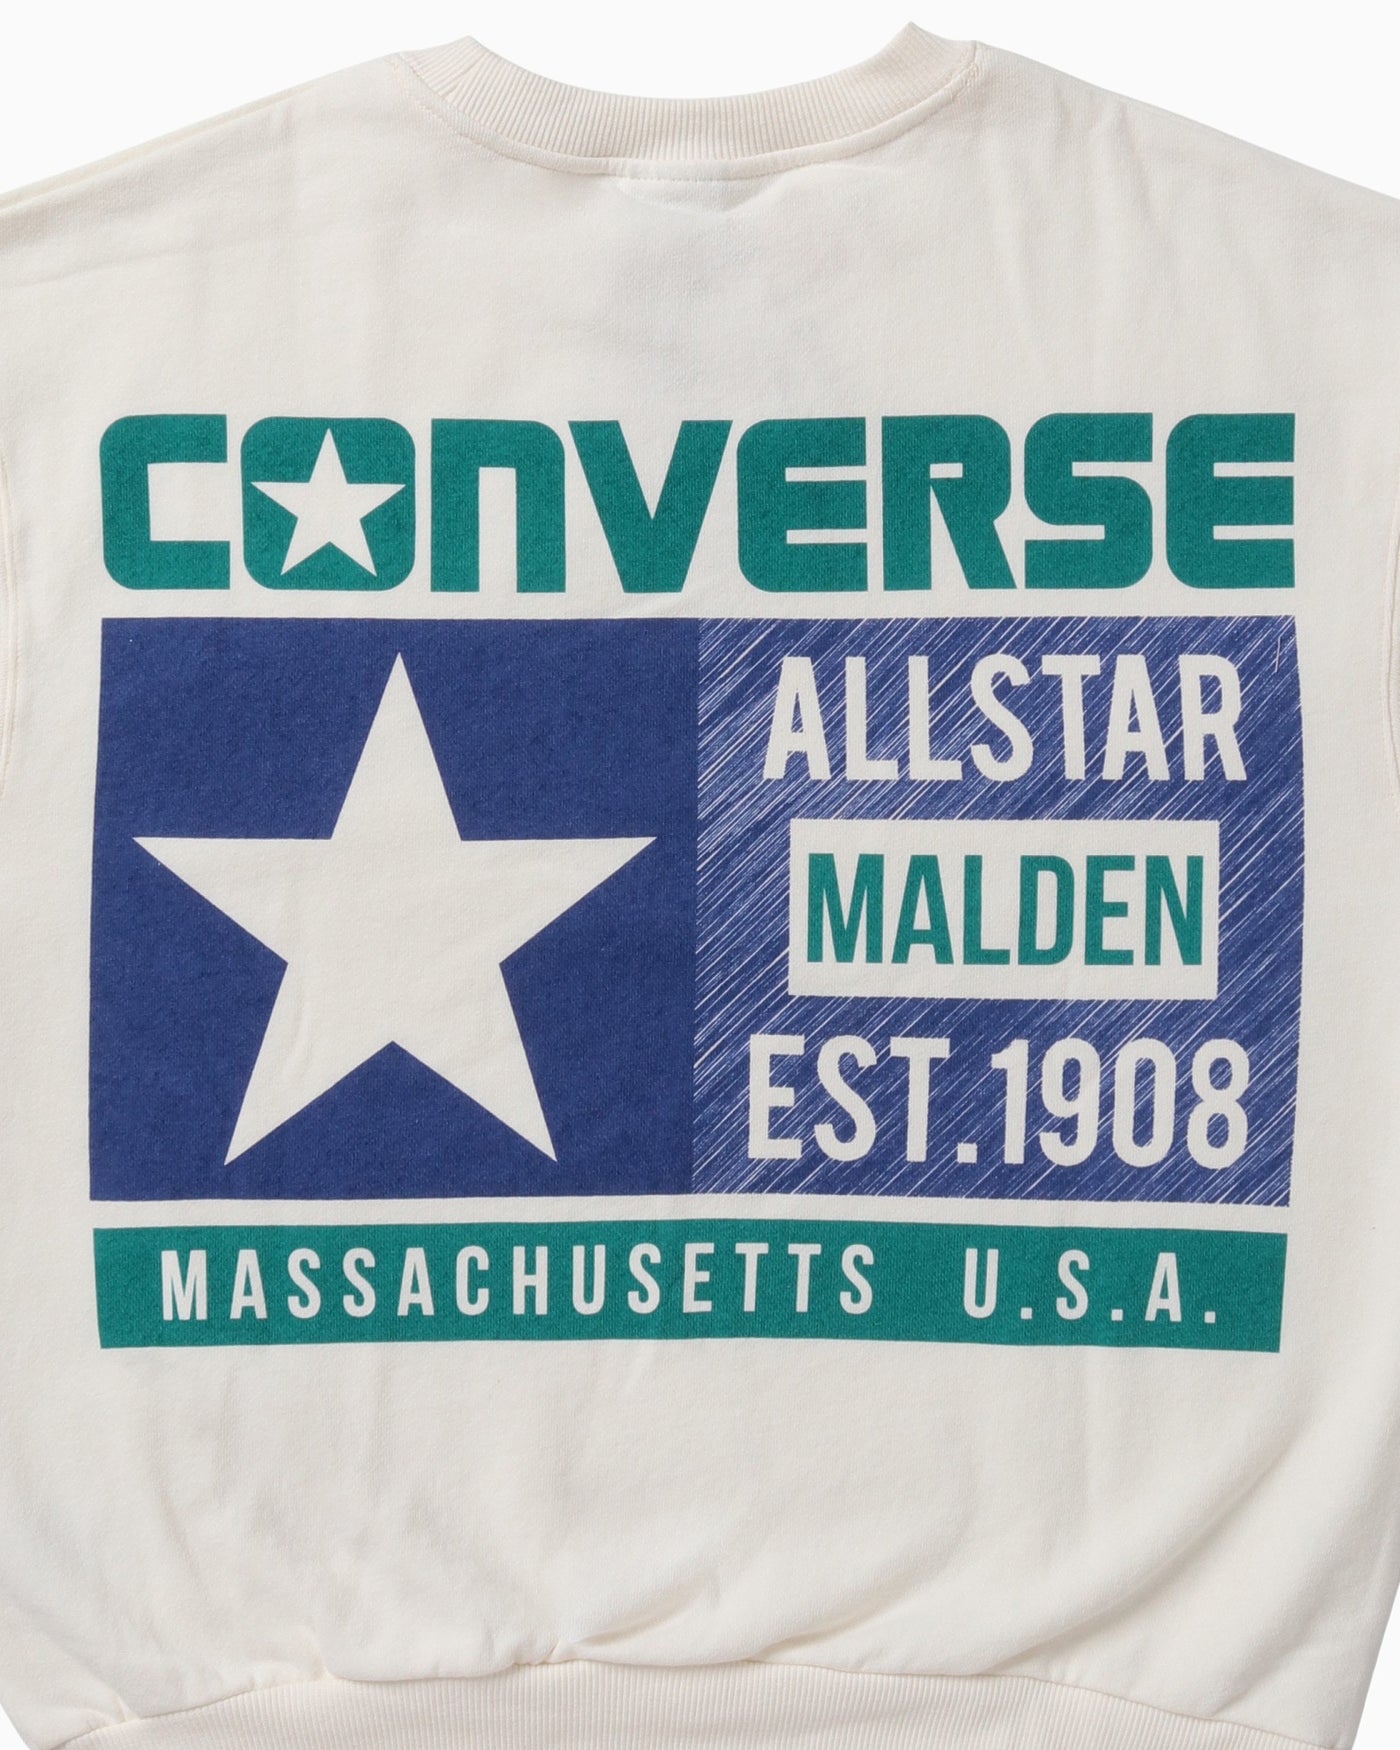 CONVERSE
ALLSTAR
MALDEN
EST.1908
MASSACHUSETTS U.S.A.